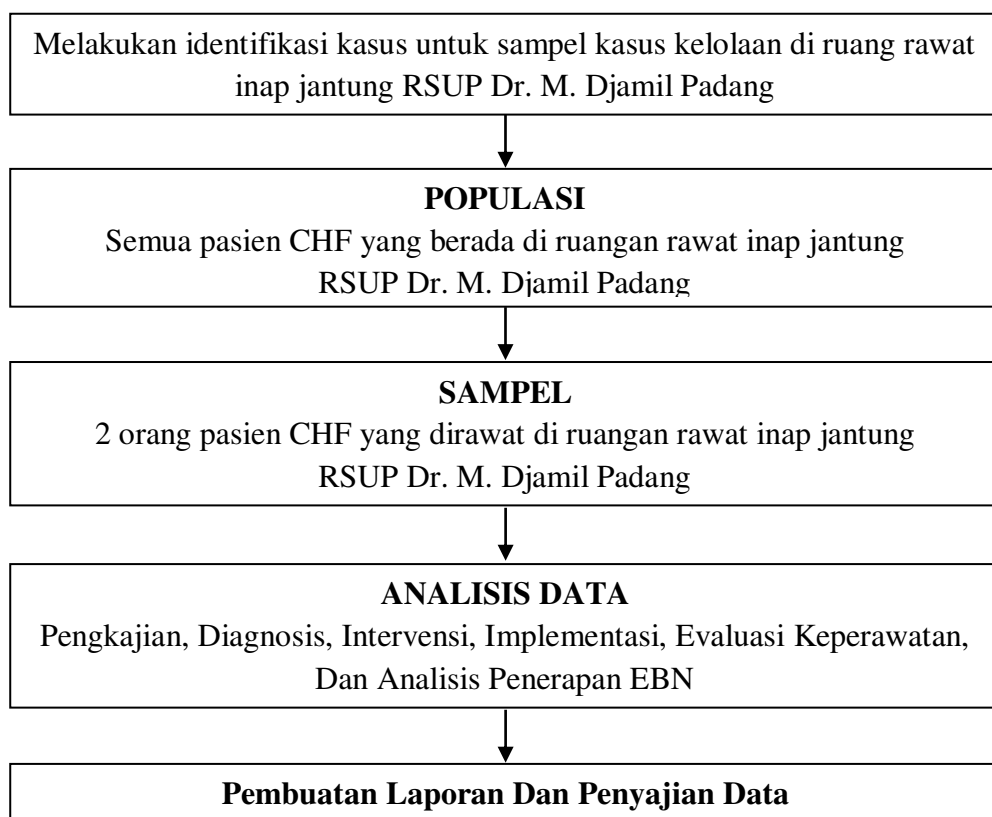 Melakukan identifikasi kasus untuk sampel kasus kelolaan di ruang rawat
inap jantung RSUP Dr. M. Djamil Padang
POPULASI
Semua pasien CHF yang berada di ruangan rawat inap jantung
RSUP Dr. M. Djamil Padang
SAMPEL
2 orang pasien CHF yang dirawat di ruangan rawat inap jantung
RSUP Dr. M. Djamil Padang
ANALISIS DATA
Pengkajian, Diagnosis, Intervensi, Implementasi, Evaluasi Keperawatan,
Dan Analisis Penerapan EBN
Pembuatan Laporan Dan Penyajian Data